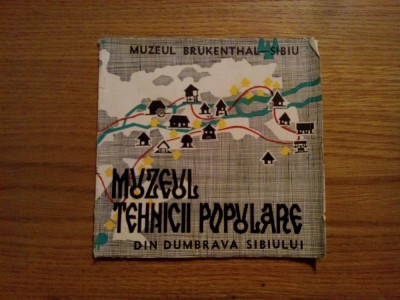 MUZEUL BRUKENTHAL-SIBIU
MUZEUL
TEHNICII POPULARE
DIN DUMBRAVA SIBIULUI